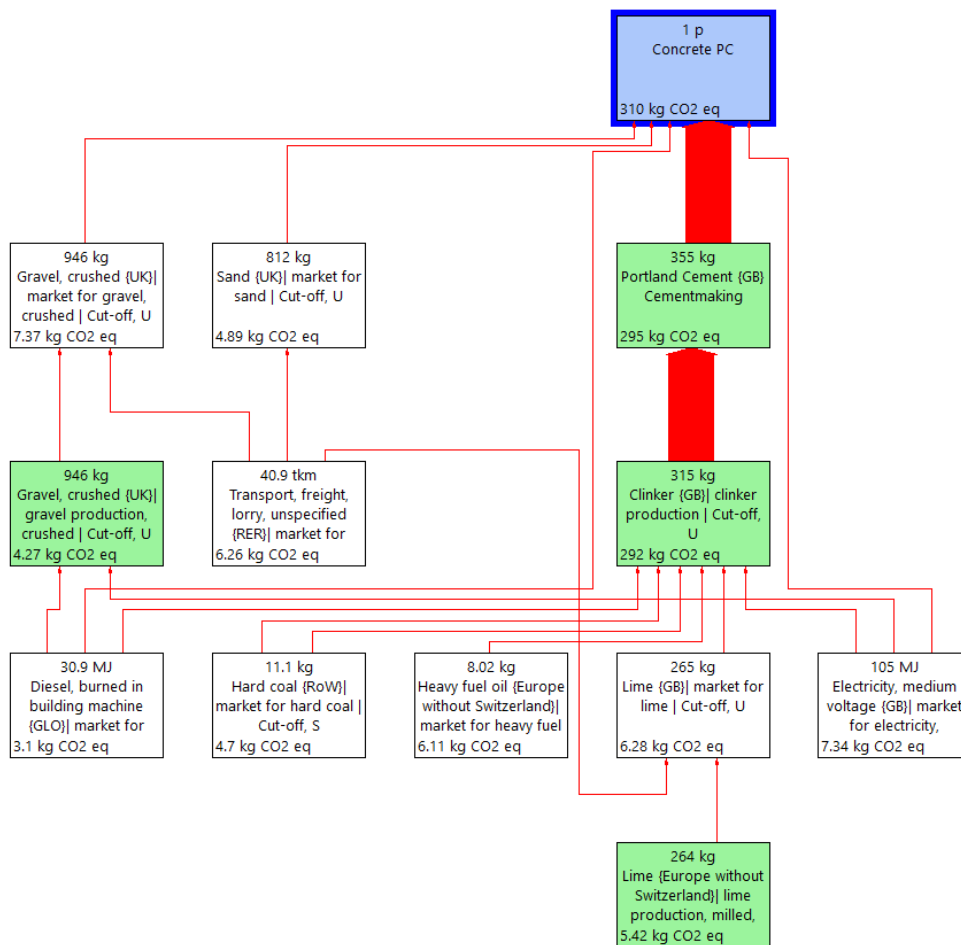 1 p
Concrete PC
310 kg CO2 eq
946 kg
Gravel, crushed {UK}|
market for gravel,
crushed | Cut-off, U
7.37 kg CO2 eq
812 kg
Sand {UK}| market for
sand | Cut-off, U
4.89 kg CO2 eq
355 kg
Portland Cement {GB}
Cementmaking
295 kg CO2 eq
946 kg
Gravel, crushed {UK}|
gravel production,
crushed | Cut-off, U
4.27 kg CO2 eq
40.9 tkm
Transport, freight,
lorry, unspecified
{RER}| market for
6.26 kg CO2 eq
315 kg
Clinker {GB}| clinker
production | Cut-off,
U
292 kg CO2 eq
30.9 MJ
Diesel, burned in
building machine
{GLO}| market for
3.1 kg CO2 eq
11.1 kg
Hard coal {RoW}|
market for hard coal |
Cut-off, S
4.7 kg CO2 eq
8.02 kg
Heavy fuel oil {Europe
without Switzerland}|
market for heavy fuel
6.11 kg CO2 eq
265 kg
Lime {GB}| market for
lime | Cut-off, U
6.28 kg CO2 eq
105 MJ
Electricity, medium
voltage {GB}| market
for electricity,
7.34 kg CO2 eq
264 kg
Lime {Europe without
Switzerland}| lime
production, milled,
5.42 kg CO2 eq